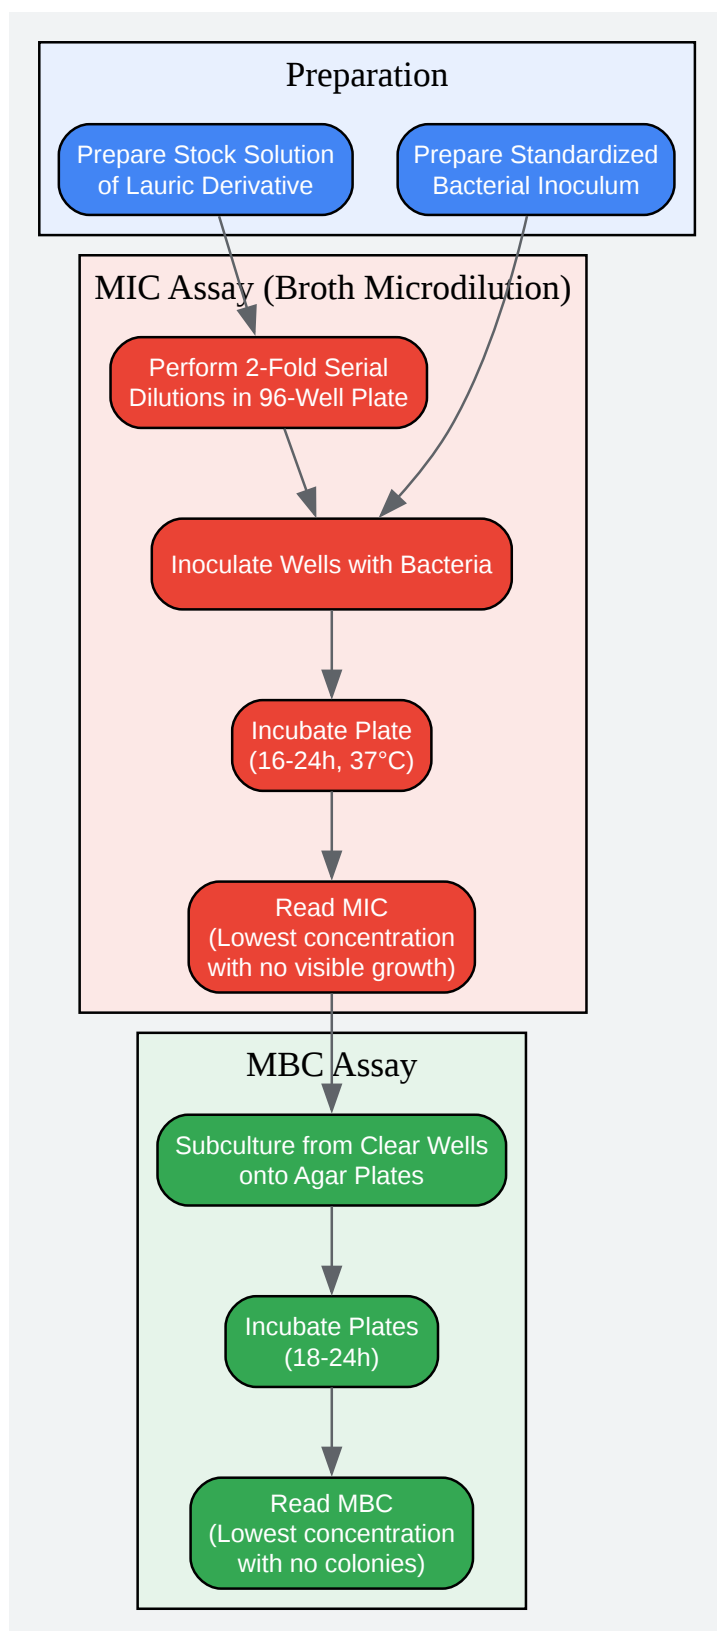 Preparation
Prepare Stock Solution
of Lauric Derivative
Prepare Standardized
Bacterial Inoculum
MIC Assay (Broth Microdilution)
Perform 2-Fold Serial
Dilutions in 96-Well Plate
Inoculate Wells with Bacteria
Incubate Plate
(16-24h, 37°C)
Read MIC
(Lowest concentration
with no visible growth)
MBC Assay
Subculture from Clear Wells
onto Agar Plates
Incubate Plates
(18-24h)
Read MBC
(Lowest concentration
with no colonies)